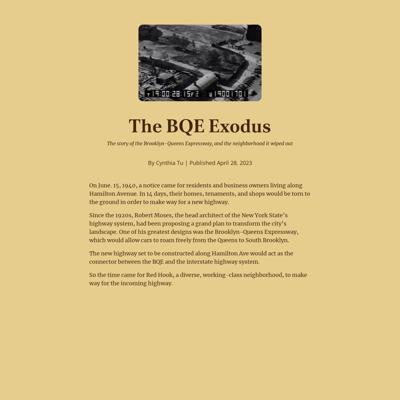 The BQE Exodus
The story of the Brooklyn-Queens Expressway, and the neighborhood it wiped out
By Cynthia Tu | Published April 28, 2023
On June. 15, 1940, a notice came for residents and business owners living along
Hamilton Avenue. In 14 days, their homes, tenaments, and shops would be torn to
the ground in order to make way for a new highway.
Since the 1920s, Robert Moses, the head architect of the New York State's
highway system, had been proposing a grand plan to transform the city's
landscape. One of his greatest designs was the Brooklyn-Queens Expressway,
which would allow cars to roam freely from the Queens to South Brooklyn.
The new highway set to be constructed along Hamilton Ave would act as the
connector between the BQE and the interstate highway system.
So the time came for Red Hook, a diverse, working-class neighborhood, to make
way for the incoming highway.